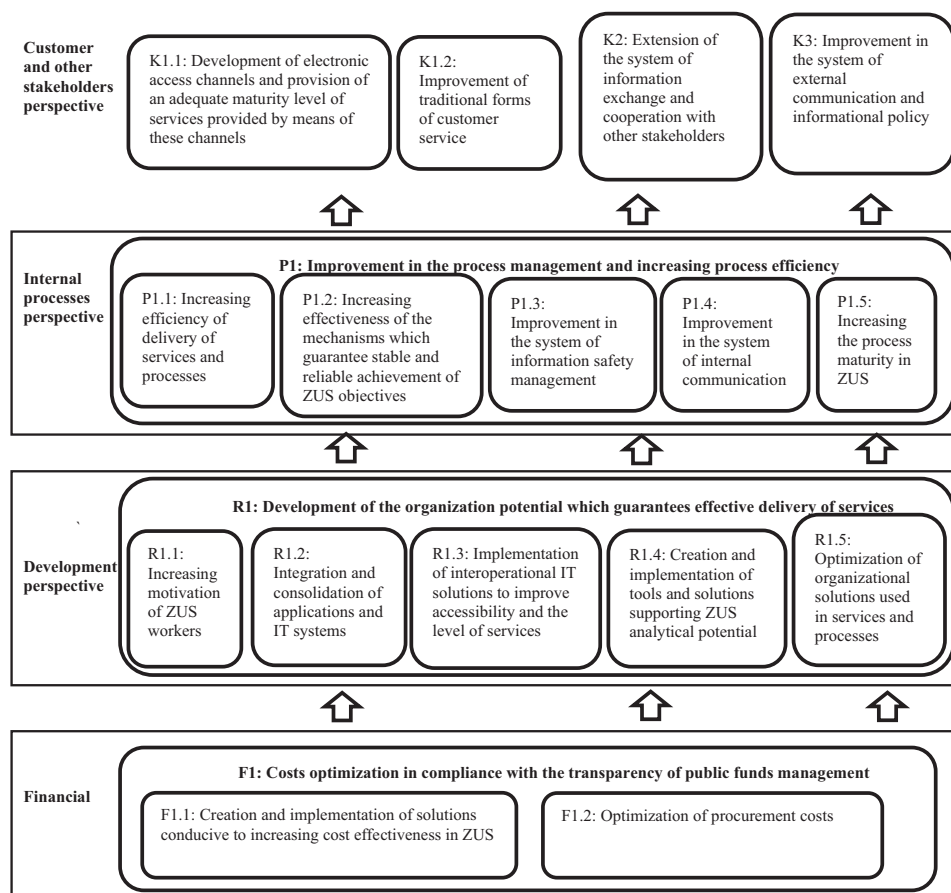 Customer
and other
stakeholders
perspective
K1.1: Development of electronic
access channels and provision of
an adequate maturity level of
services provided by means of
these channels
K1.2:
Improvement of
traditional forms
of customer
service
K2: Extension of
the system of
information
exchange and
cooperation with
other stakeholders
K3: Improvement in
the system of
external
communication and
informational policy
Internal
processes
perspective
P1: Improvement in the process management and increasing process efficiency
P1.1: Increasing
efficiency of
delivery of
services and
processes
P1.2: Increasing
effectiveness of the
mechanisms which
guarantee stable and
reliable achievement of
ZUS objectives
P1.3:
Improvement in
the system of
information safety
management
P1.4:
Improvement
in the system
of internal
communication
P1.5:
Increasing
the process
maturity in
ZUS
Development
perspective
R1: Development of the organization potential which guarantees effective delivery of services
R1.1:
Increasing
motivation
of ZUS
workers
R1.2:
Integration and
consolidation of
applications and
IT systems
R1.3: Implementation
of interoperational IT
solutions to improve
accessibility and the
level of services
R1.4: Creation and
implementation of
tools and solutions
supporting ZUS
analytical potential
R1.5:
Optimization of
organizational
solutions used
in services and
processes
Financial
F1: Costs optimization in compliance with the transparency of public funds management
F1.1: Creation and implementation of solutions
conducive to increasing cost effectiveness in ZUS
F1.2: Optimization of procurement costs